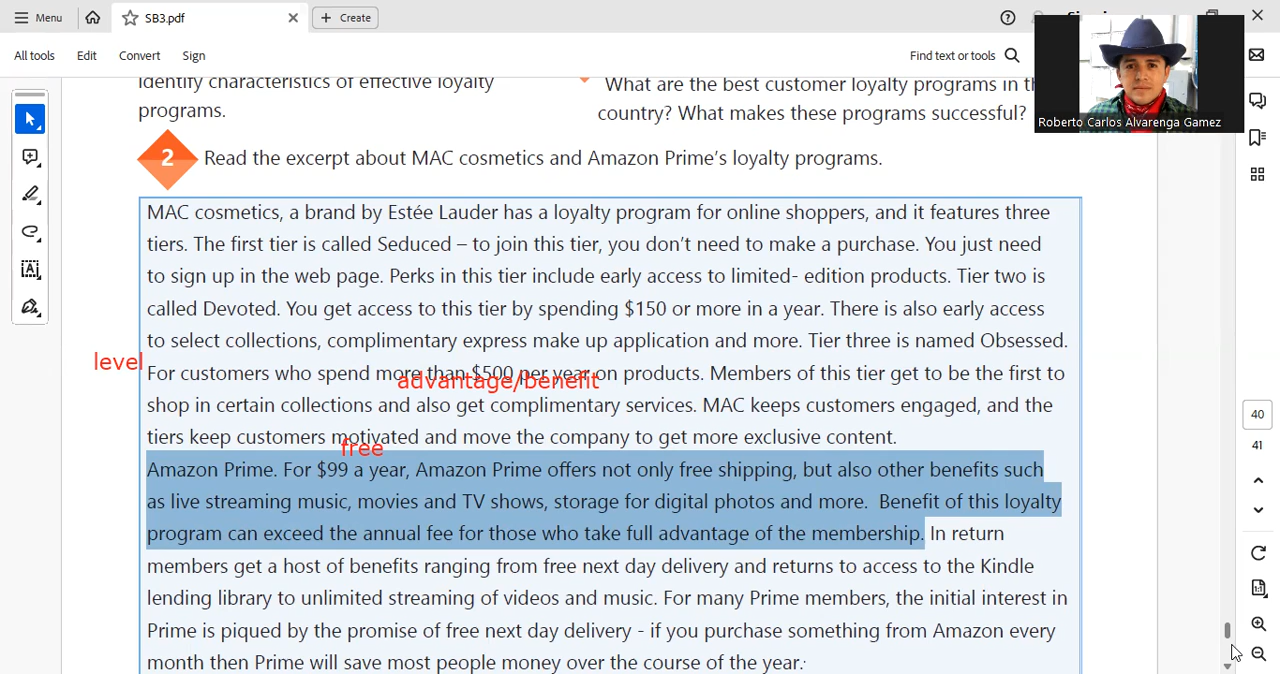 Menu
SB3.pdf
Create
All tools
Edit
Convert
Sign
Find text or tools
Roberto Carlos Alvarenga Gamez
identify characteristics of effective loyalty
programs.
What are the best customer loyalty programs in
country? What makes these programs successful?
2
Read the excerpt about MAC cosmetics and Amazon Prime's loyalty programs.
MAC cosmetics, a brand by Estée Lauder has a loyalty program for online shoppers, and it features three
tiers. The first tier is called Seduced – to join this tier, you don't need to make a purchase. You just need
to sign up in the web page. Perks in this tier include early access to limited- edition products. Tier two is
called Devoted. You get access to this tier by spending $150 or more in a year. There is also early access
to select collections, complimentary express make up application and more. Tier three is named Obsessed.
level
For customers who spend more than $500 per year on products. Members of this tier get to be the first to
advantage/benefit
shop in certain collections and also get complimentary services. MAC keeps customers engaged, and the
tiers keep customers motivated and move the company to get more exclusive content.
free
Amazon Prime. For $99 a year, Amazon Prime offers not only free shipping, but also other benefits such
as live streaming music, movies and TV shows, storage for digital photos and more. Benefit of this loyalty
program can exceed the annual fee for those who take full advantage of the membership. In return
members get a host of benefits ranging from free next day delivery and returns to access to the Kindle
lending library to unlimited streaming of videos and music. For many Prime members, the initial interest in
Prime is piqued by the promise of free next day delivery - if you purchase something from Amazon every
month then Prime will save most people money over the course of the year.
40
41